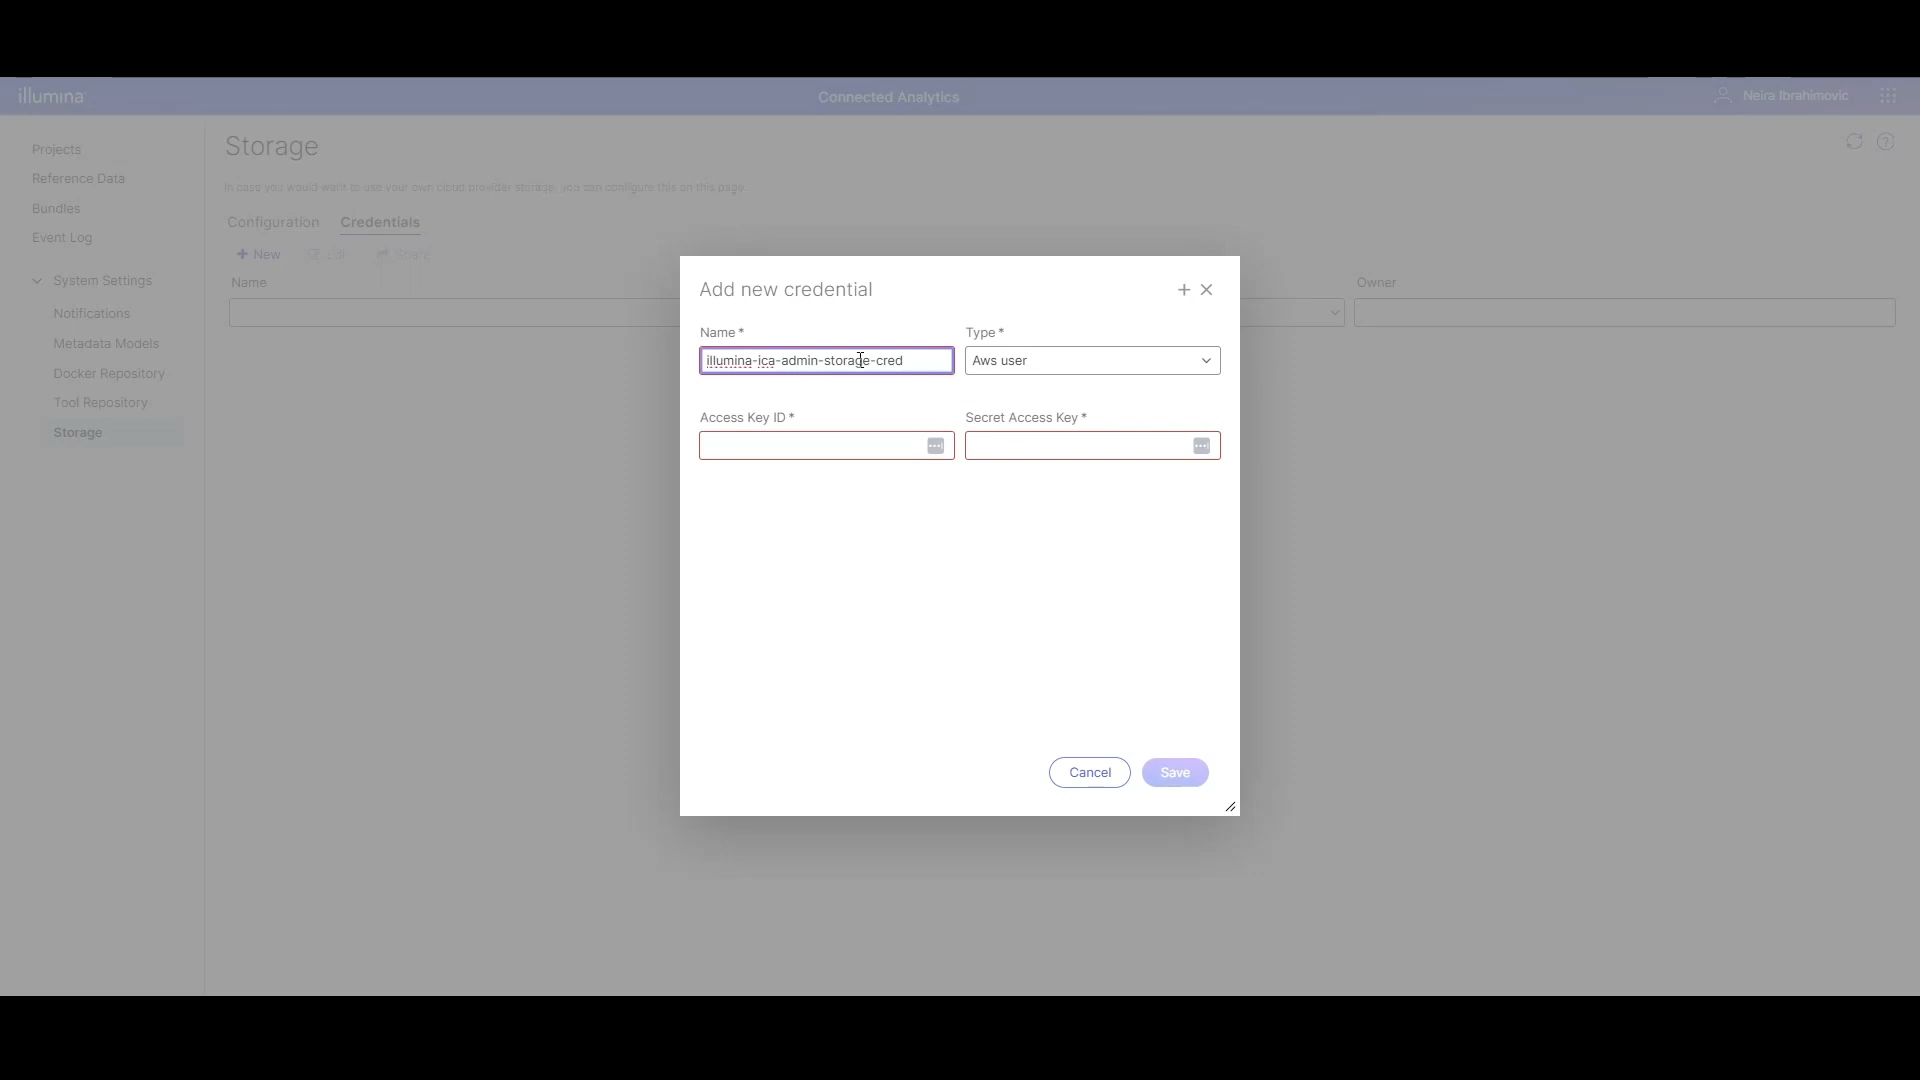 illumina
Connected Analytics
Neira Ibrahimovic
Projects
Reference Data
Bundles
Event Log
System Settings
Notifications
Metadata Models
Docker Repository
Tool Repository
Storage
Storage
In case you would want to use your own cloud provider storage, you can configure this on this page.
Configuration Credentials
+ New Edit Share
Name
Owner
Add new credential
Name * Type *
illumina-ica-admin-storage-cred Aws user
Access Key ID * Secret Access Key *
Cancel Save